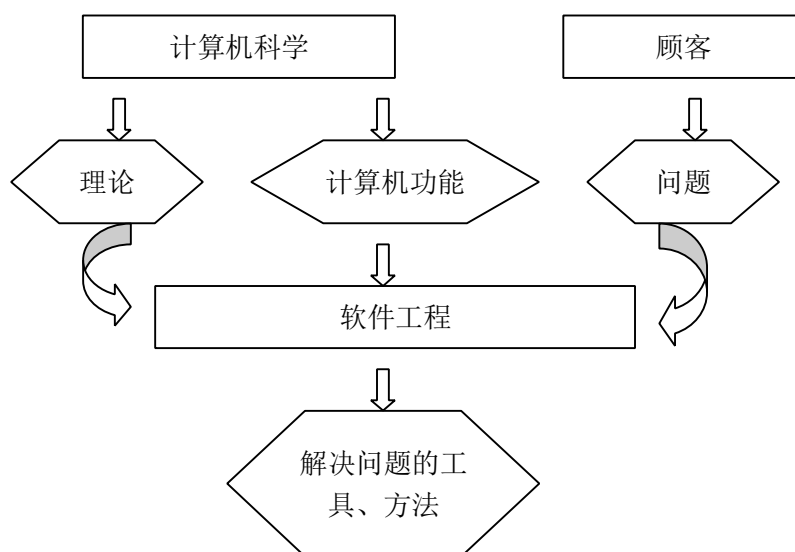 计算机科学
顾客
理论
计算机功能
问题
软件工程
解决问题的工
具、方法